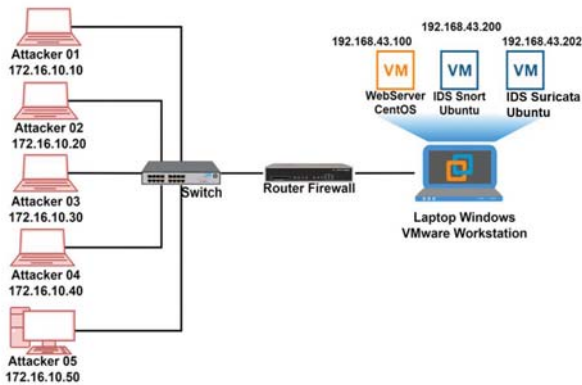 Attacker 01
172.16.10.10
Attacker 02
172.16.10.20
Attacker 03
172.16.10.30
Attacker 04
172.16.10.40
Attacker 05
172.16.10.50
Switch
Router Firewall
192.168.43.100
192.168.43.200
192.168.43.202
VM
VM
VM
WebServer
CentOS
IDS Snort
Ubuntu
IDS Suricata
Ubuntu
Laptop Windows
VMware Workstation